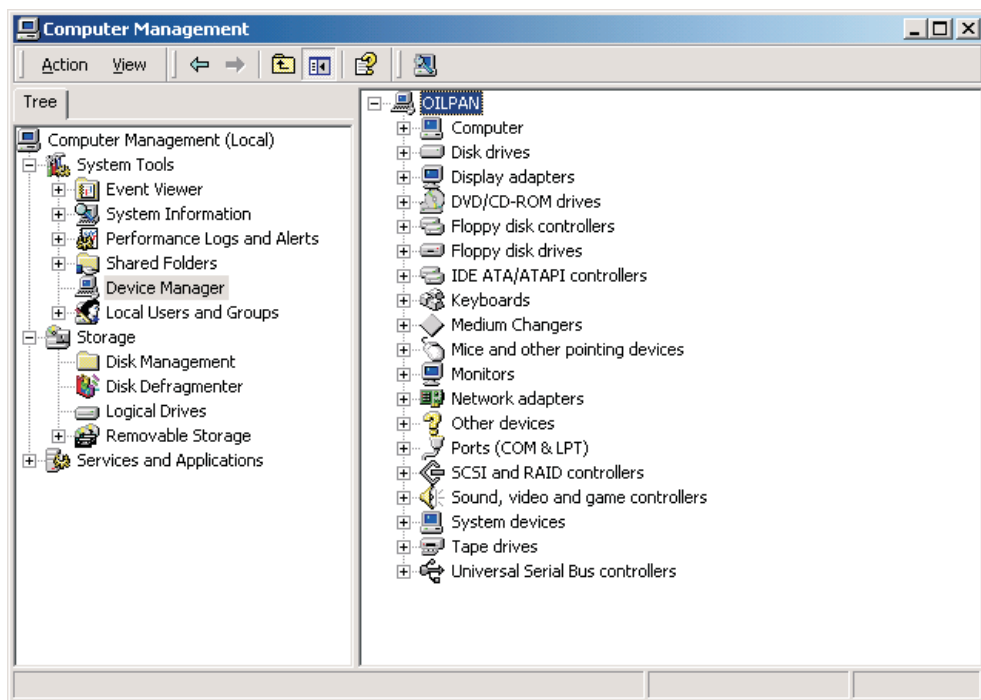 Computer Management
Action View
Tree
Computer Management (Local)
System Tools
Event Viewer
System Information
Performance Logs and Alerts
Shared Folders
Device Manager
Local Users and Groups
Storage
Disk Management
Disk Defragmenter
Logical Drives
Removable Storage
Services and Applications
OILPAN
Computer
Disk drives
Display adapters
DVD/CD-ROM drives
Floppy disk controllers
Floppy disk drives
IDE ATA/ATAPI controllers
Keyboards
Medium Changers
Mice and other pointing devices
Monitors
Network adapters
Other devices
Ports (COM & LPT)
SCSI and RAID controllers
Sound, video and game controllers
System devices
Tape drives
Universal Serial Bus controllers